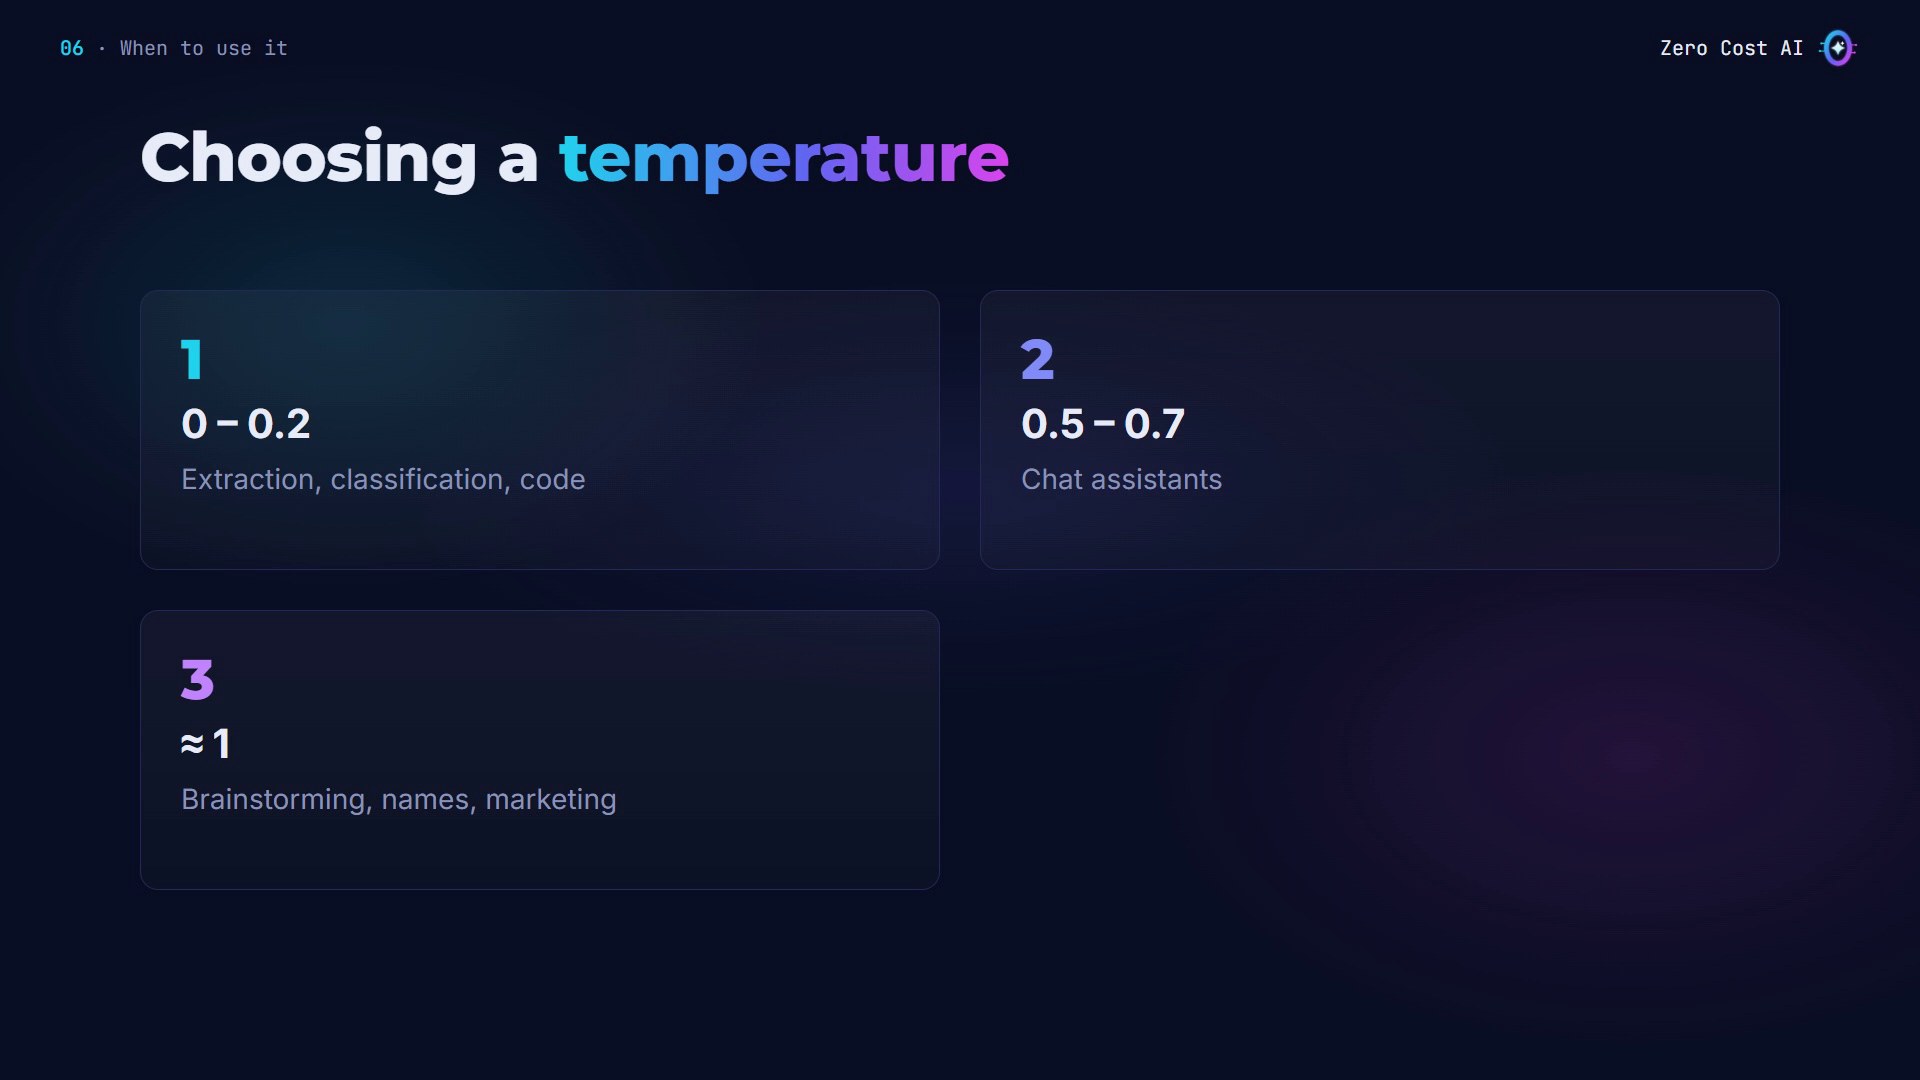 06 · When to use it
Zero Cost AI
Choosing a temperature
1
0 – 0.2
Extraction, classification, code
2
0.5 – 0.7
Chat assistants
3
≈ 1
Brainstorming, names, marketing